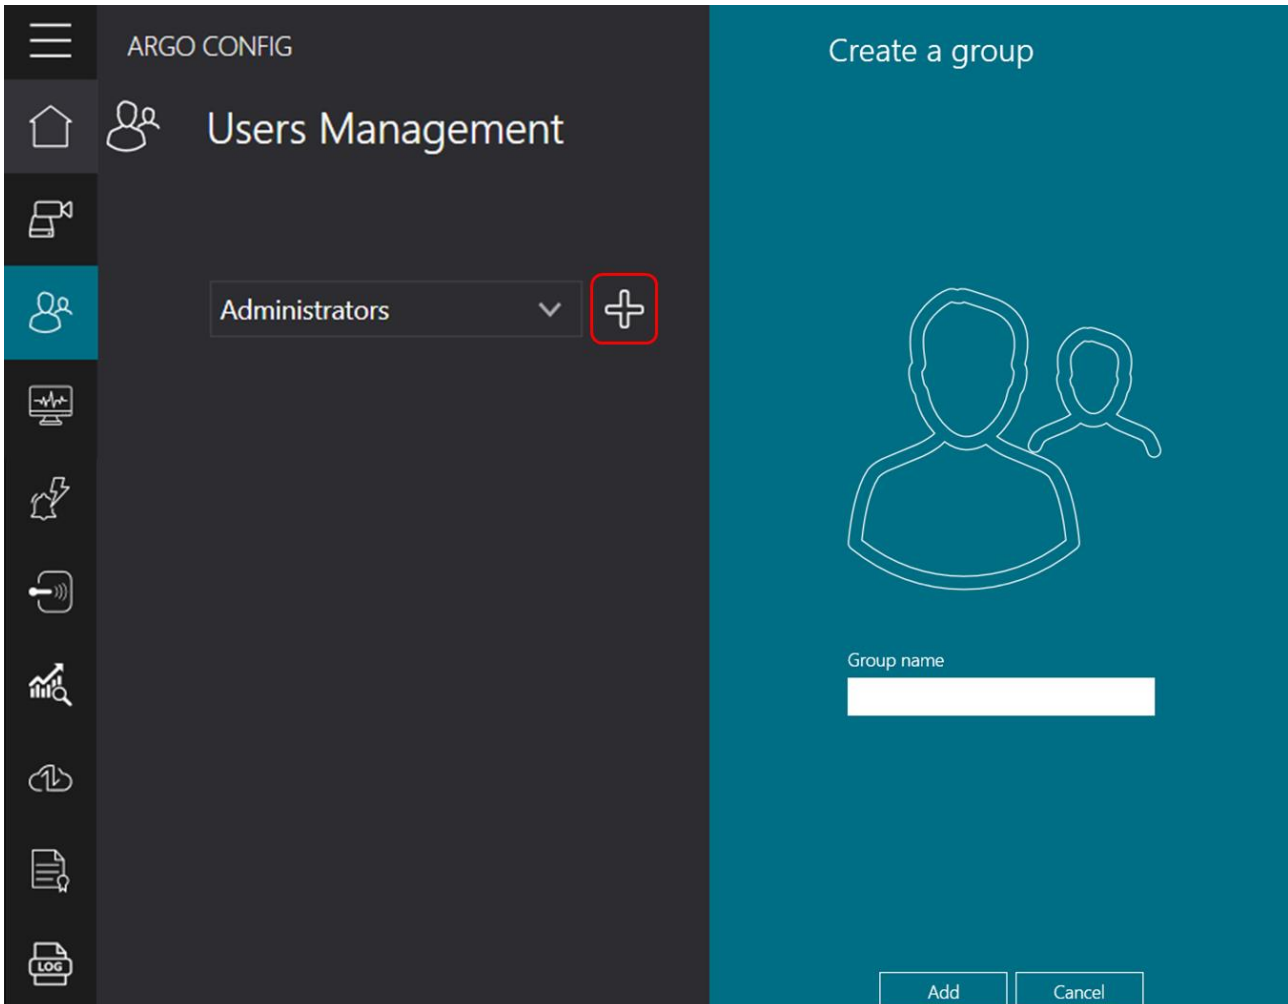 ARGO CONFIG
Users Management
Administrators
LOG
Create a group
Group name
Add
Cancel